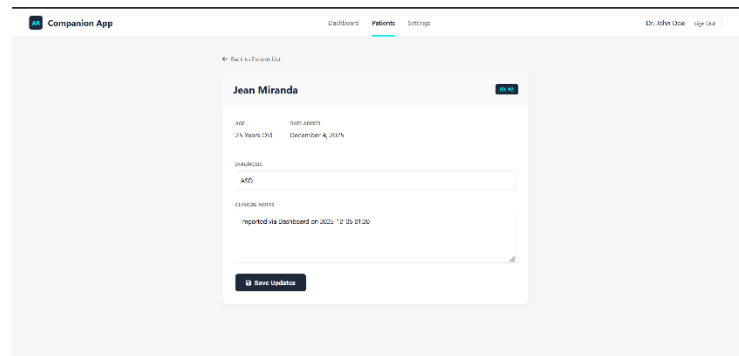 AR Companion App
Dashboard Patients Settings
Dr. John Doe Sign Out
← Back to Patient List
Jean Miranda
AGE DATE ADDED
25 Years Old December 4, 2025
DIAGNOSIS
ASD
CLINICAL NOTES
Imported via Dashboard on 2025-12-05 01:20
Save Updates